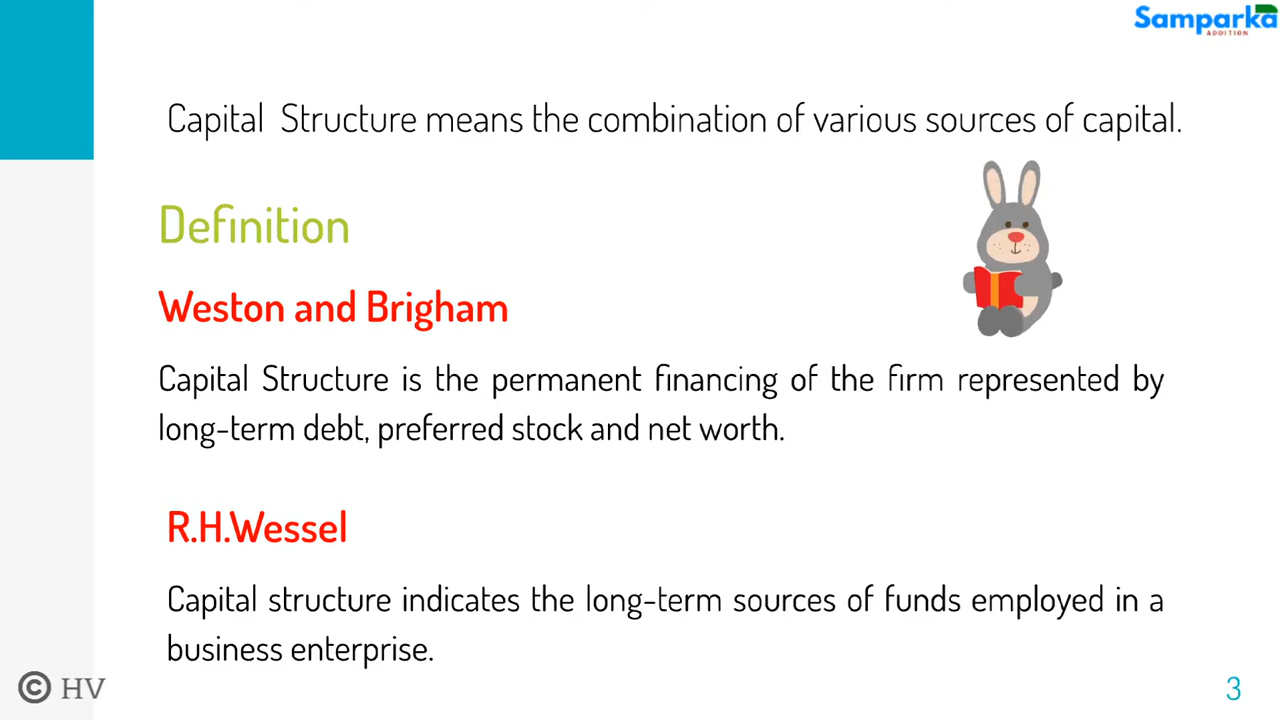 Samparka
ADDITION
Capital Structure means the combination of various sources of capital.
Definition
Weston and Brigham
Capital Structure is the permanent financing of the firm represented by
long-term debt, preferred stock and net worth.
R.H.Wessel
Capital structure indicates the long-term sources of funds employed in a
business enterprise.
© HV
3